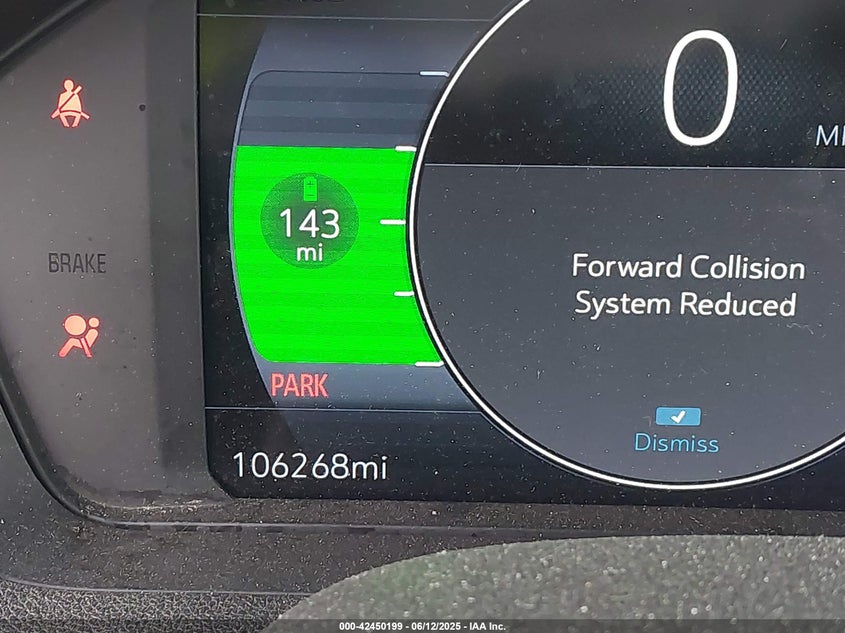 0
143
mi
BRAKE
Forward Collision
System Reduced
PARK
Dismiss
106268mi
000-42450199 - 06/12/2025 - IAA Inc.